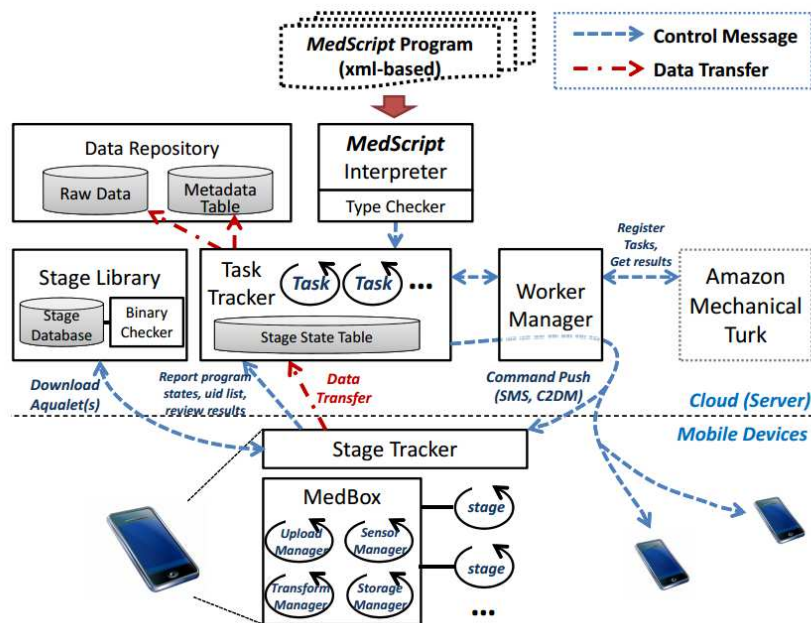 MedScript Program
(xml-based)
Control Message
Data Transfer
Data Repository
Raw Data
Metadata
Table
MedScript
Interpreter
Type Checker
Stage Library
Stage
Database
Binary
Checker
Task
Tracker
Task
Task
...
Stage State Table
Worker
Manager
Register
Tasks,
Get results
Amazon
Mechanical
Turk
Download
Aqualet(s)
Report program
states, uid list,
review results
Data
Transfer
Command Push
(SMS, C2DM)
Cloud (Server)
Mobile Devices
Stage Tracker
MedBox
Upload
Manager
Sensor
Manager
Transform
Manager
Storage
Manager
stage
stage
...